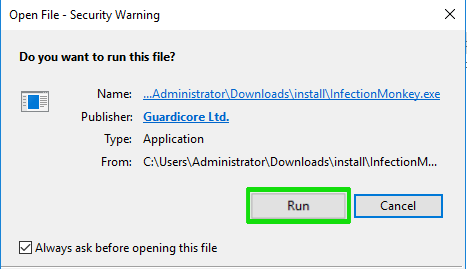 Open File - Security Warning
Do you want to run this file?
Name: ...Administrator\Downloads\install\InfectionMonkey.exe
Publisher: Guardicore Ltd.
Type: Application
From: C:\Users\Administrator\Downloads\install\InfectionM...
Run Cancel
Always ask before opening this file